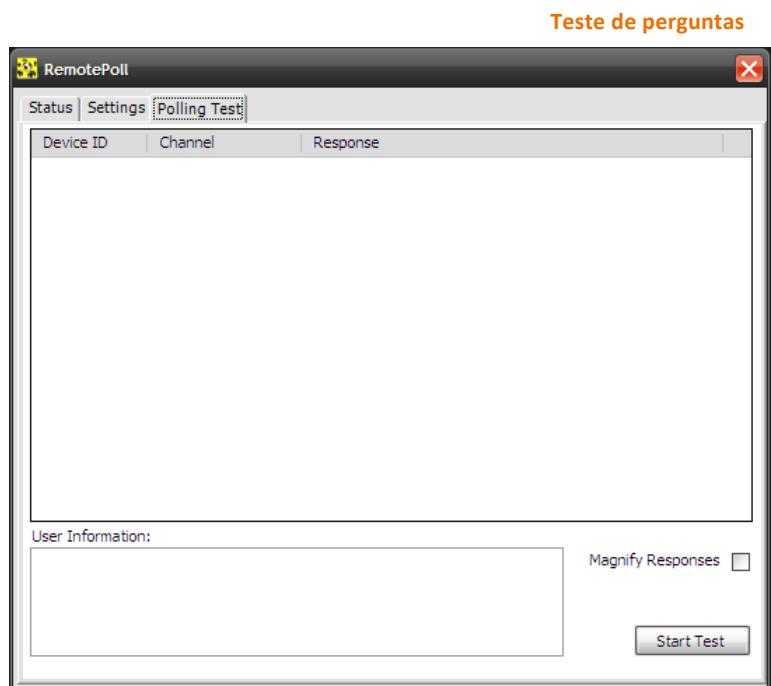 Teste de perguntas
RemotePoll
Status Settings Polling Test
Device ID Channel Response
User Information:
Magnify Responses
Start Test